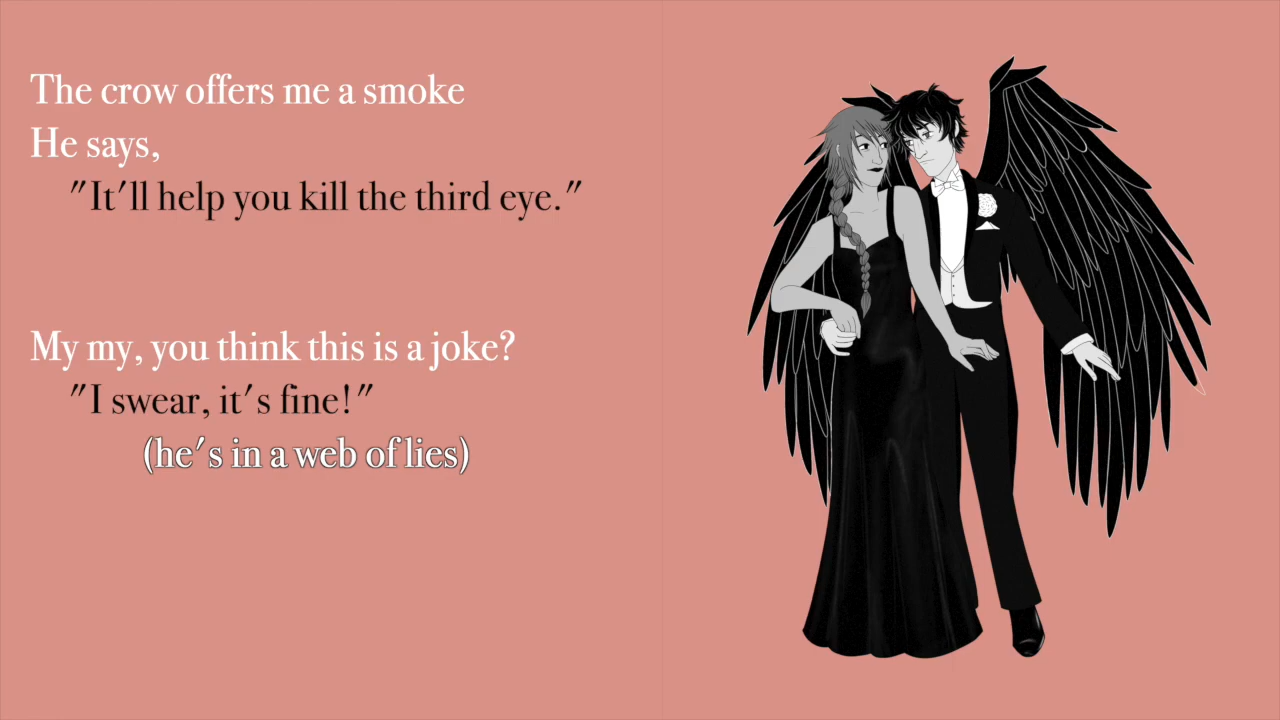 The crow offers me a smoke
He says,
"It'll help you kill the third eye."
My my, you think this is a joke?
"I swear, it's fine!"
(he's in a web of lies)